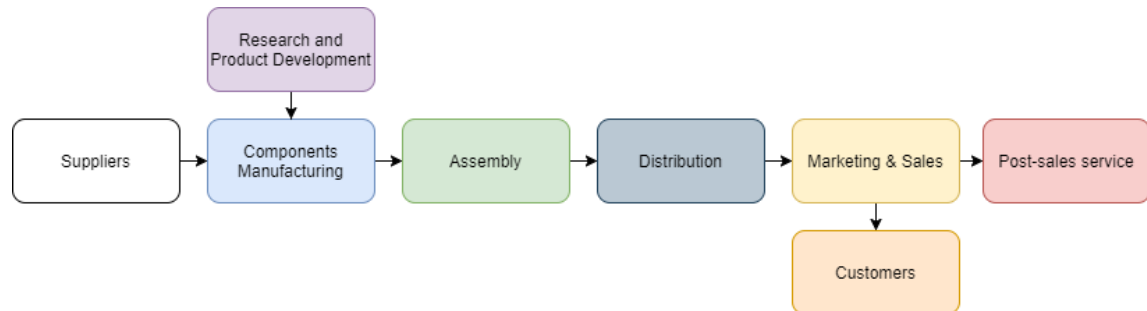 Research and
Product Development
Suppliers
Components
Manufacturing
Assembly
Distribution
Marketing & Sales
Post-sales service
Customers